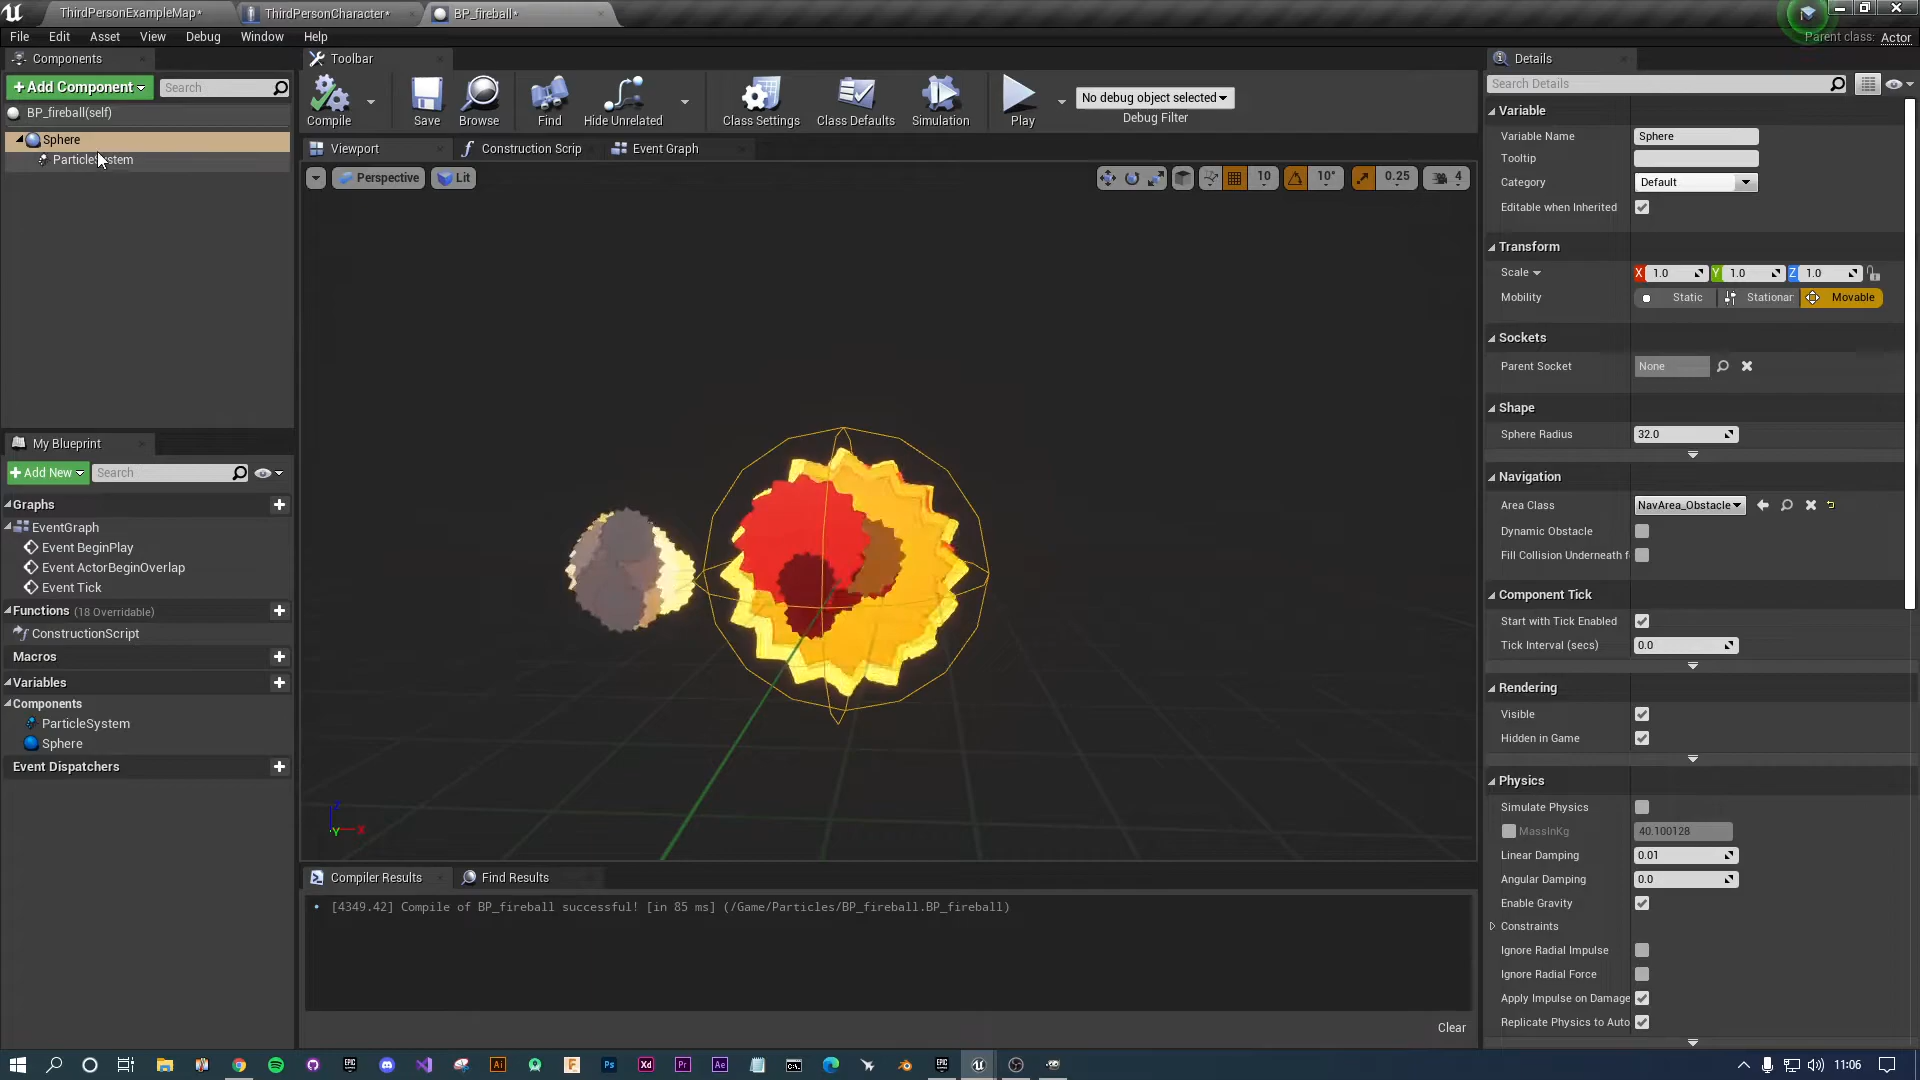 ThirdPersonExampleMap*
ThirdPersonCharacter*
BP_fireball*
File Edit Asset View Debug Window Help
Parent class: Actor
Components
+Add Component
Search
BP_fireball(self)
Sphere
ParticleSystem
Toolbar
Compile
Save
Browse
Find
Hide Unrelated
Class Settings
Class Defaults
Simulation
Play
No debug object selected
Debug Filter
Viewport
Construction Scrip
Event Graph
Perspective
Lit
10
10°
0.25
4
My Blueprint
+Add New
Search
Graphs
EventGraph
Event BeginPlay
Event ActorBeginOverlap
Event Tick
Functions (18 Overridable)
ConstructionScript
Macros
Variables
Components
ParticleSystem
Sphere
Event Dispatchers
Z
Y X
Compiler Results
Find Results
[4349.42] Compile of BP_fireball successful! [in 85 ms] (/Game/Particles/BP_fireball.BP_fireball)
Clear
Details
Search Details
Variable
Variable Name Sphere
Tooltip
Category Default
Editable when Inherited
Transform
Scale X 1.0 Y 1.0 Z 1.0
Mobility Static Stationar Movable
Sockets
Parent Socket None
Shape
Sphere Radius 32.0
Navigation
Area Class NavArea_Obstacle
Dynamic Obstacle
Fill Collision Underneath f
Component Tick
Start with Tick Enabled
Tick Interval (secs) 0.0
Rendering
Visible
Hidden in Game
Physics
Simulate Physics
MassInKg 40.100128
Linear Damping 0.01
Angular Damping 0.0
Enable Gravity
Constraints
Ignore Radial Impulse
Ignore Radial Force
Apply Impulse on Damage
Replicate Physics to Auto
Ai
Ps
Xd
Pr
Ae
11:06